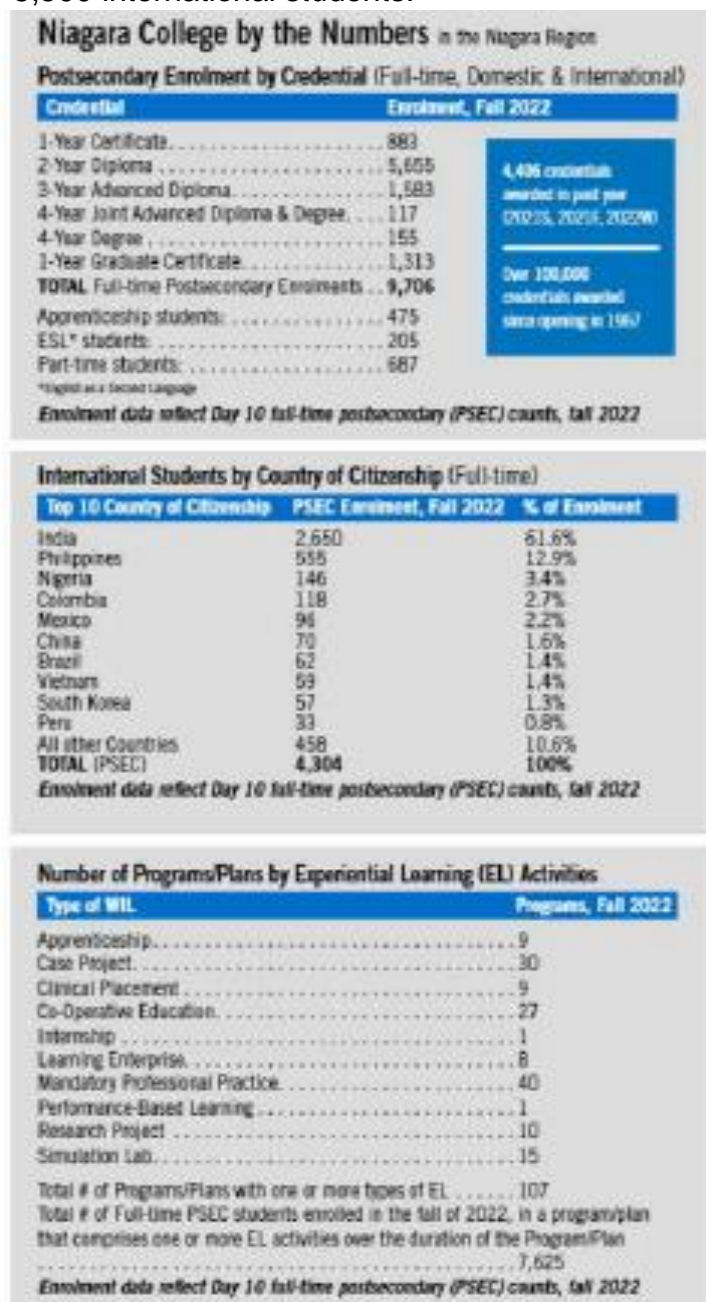 international students.
Niagara College by the Numbers in the Niagara Region
Postsecondary Enrolment by Credential (Full-time, Domestic & International)
Credential Enrolment, Fall 2022
1-Year Certificate 883
2-Year Diploma 5,655
3-Year Advanced Diploma 1,583
4-Year Joint Advanced Diploma & Degree 117
4-Year Degree 155
1-Year Graduate Certificate 1,313
TOTAL Full-time Postsecondary Enrolments 9,706
Apprenticeship students: 475
ESL* students: 205
Part-time students: 687
*English as a Second Language
4,406 credentials
awarded in past year
(2021S, 2021F, 2022W)
Over 100,000
credentials awarded
since opening in 1967
Enrolment data reflect Day 10 full-time postsecondary (PSEC) counts, fall 2022
International Students by Country of Citizenship (Full-time)
Top 10 Country of Citizenship PSEC Enrolment, Fall 2022 % of Enrolment
India 2,650 61.6%
Philippines 555 12.9%
Nigeria 146 3.4%
Colombia 118 2.7%
Mexico 96 2.2%
China 70 1.6%
Brazil 62 1.4%
Vietnam 59 1.4%
South Korea 57 1.3%
Peru 33 0.8%
All other Countries 458 10.6%
TOTAL (PSEC) 4,304 100%
Enrolment data reflect Day 10 full-time postsecondary (PSEC) counts, fall 2022
Number of Programs/Plans by Experiential Learning (EL) Activities
Type of WIL Programs, Fall 2022
Apprenticeship 9
Case Project 30
Clinical Placement 9
Co-Operative Education 27
Internship 1
Learning Enterprise 8
Mandatory Professional Practice 40
Performance-Based Learning 1
Research Project 10
Simulation Lab 15
Total # of Programs/Plans with one or more types of EL 107
Total # of Full-time PSEC students enrolled in the fall of 2022, in a program/plan
that comprises one or more EL activities over the duration of the Program/Plan
7,625
Enrolment data reflect Day 10 full-time postsecondary (PSEC) counts, fall 2022